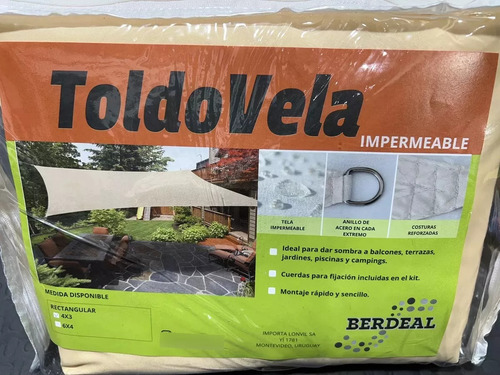 ToldoVela
IMPERMEABLE
TELA
IMPERMEABLE
ANILLO DE
ACERO EN CADA
EXTREMO
COSTURAS
REFORZADAS
Ideal para dar sombra a balcones, terrazas,
jardines, piscinas y campings.
Cuerdas para fijación incluidas en el kit.
Montaje rápido y sencillo.
MEDIDA DISPONIBLE
RECTANGULAR
4X3
6X4
IMPORTA LONVIL SA
YI 1781
MONTEVIDEO, URUGUAY
BERDEAL